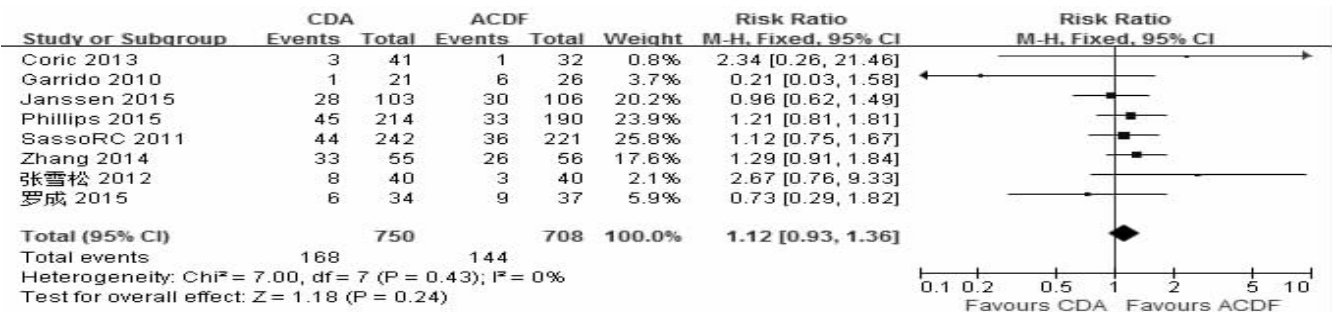 CDA ACDF Risk Ratio Risk Ratio
Study or Subgroup Events Total Events Total Weight M-H, Fixed, 95% CI M-H, Fixed, 95% CI
Coric 2013 3 41 1 32 0.8% 2.34 [0.26, 21.46]
Garrido 2010 1 21 6 26 3.7% 0.21 [0.03, 1.58]
Janssen 2015 28 103 30 106 20.2% 0.96 [0.62, 1.49]
Phillips 2015 45 214 33 190 23.9% 1.21 [0.81, 1.81]
SassoRC 2011 44 242 36 221 25.8% 1.12 [0.75, 1.67]
Zhang 2014 33 55 26 56 17.6% 1.29 [0.91, 1.84]
张雪松 2012 8 40 3 40 2.1% 2.67 [0.76, 9.33]
罗成 2015 6 34 9 37 5.9% 0.73 [0.29, 1.82]
Total (95% CI) 750 708 100.0% 1.12 [0.93, 1.36]
Total events 168 144
Heterogeneity: Chi² = 7.00, df = 7 (P = 0.43); I² = 0%
Test for overall effect: Z = 1.18 (P = 0.24)
0.1 0.2 0.5 1 2 5 10
Favours CDA Favours ACDF